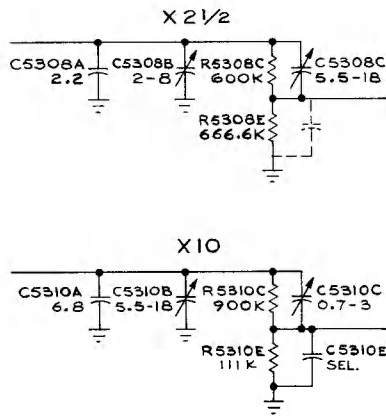 X 2 1/2
C5308A
2.2
C5308B
2-8
R5308C
600K
C5308C
5.5-18
R5308E
666.6K
X10
C5310A
6.8
C5310B
5.5-18
R5310C
900K
C5310C
0.7-3
R5310E
111K
C5310E
SEL.